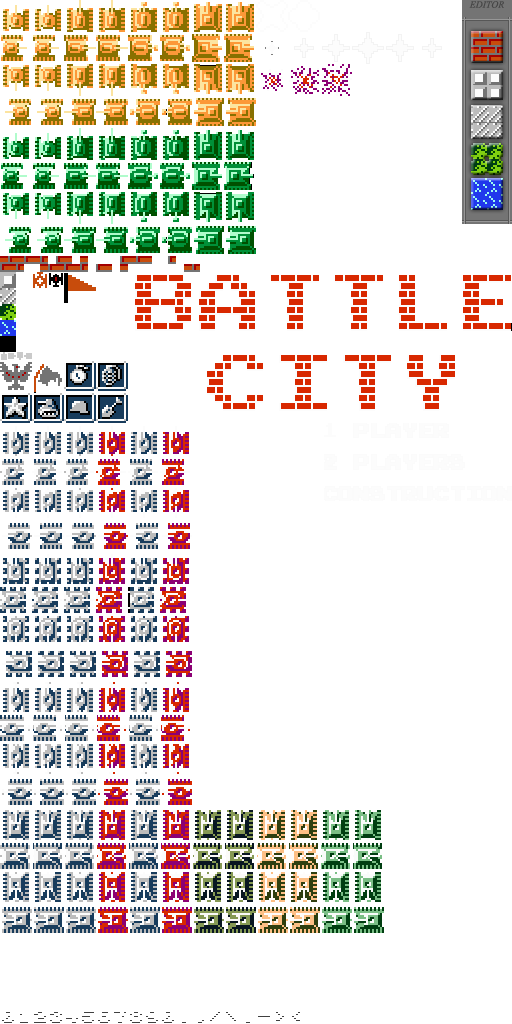 EDITOR
BATTLE
CITY
1 PLAYER
2 PLAYERS
CONSTRUCTION